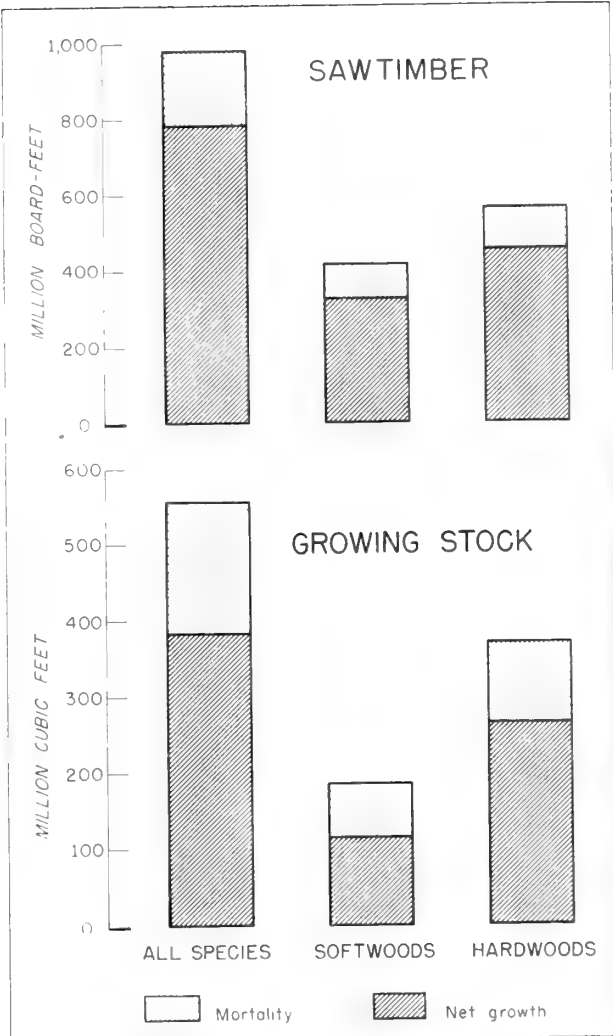 SAWTIMBER
MILLION BOARD-FEET
1,000
800
600
400
200
0
GROWING STOCK
MILLION CUBIC FEET
600
500
400
300
200
100
0
ALL SPECIES SOFTWOODS HARDWOODS
Mortality Net growth